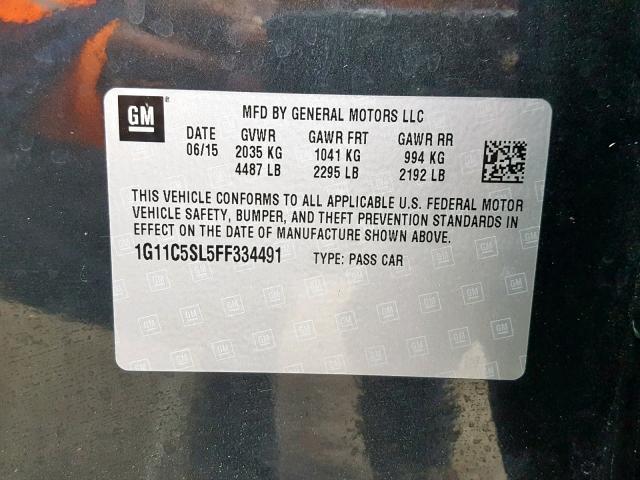 GM
MFD BY GENERAL MOTORS LLC
DATE GVWR GAWR FRT GAWR RR
06/15 2035 KG 1041 KG 994 KG
4487 LB 2295 LB 2192 LB
THIS VEHICLE CONFORMS TO ALL APPLICABLE U.S. FEDERAL MOTOR
VEHICLE SAFETY, BUMPER, AND THEFT PREVENTION STANDARDS IN
EFFECT ON THE DATE OF MANUFACTURE SHOWN ABOVE.
1G11C5SL5FF334491 TYPE: PASS CAR